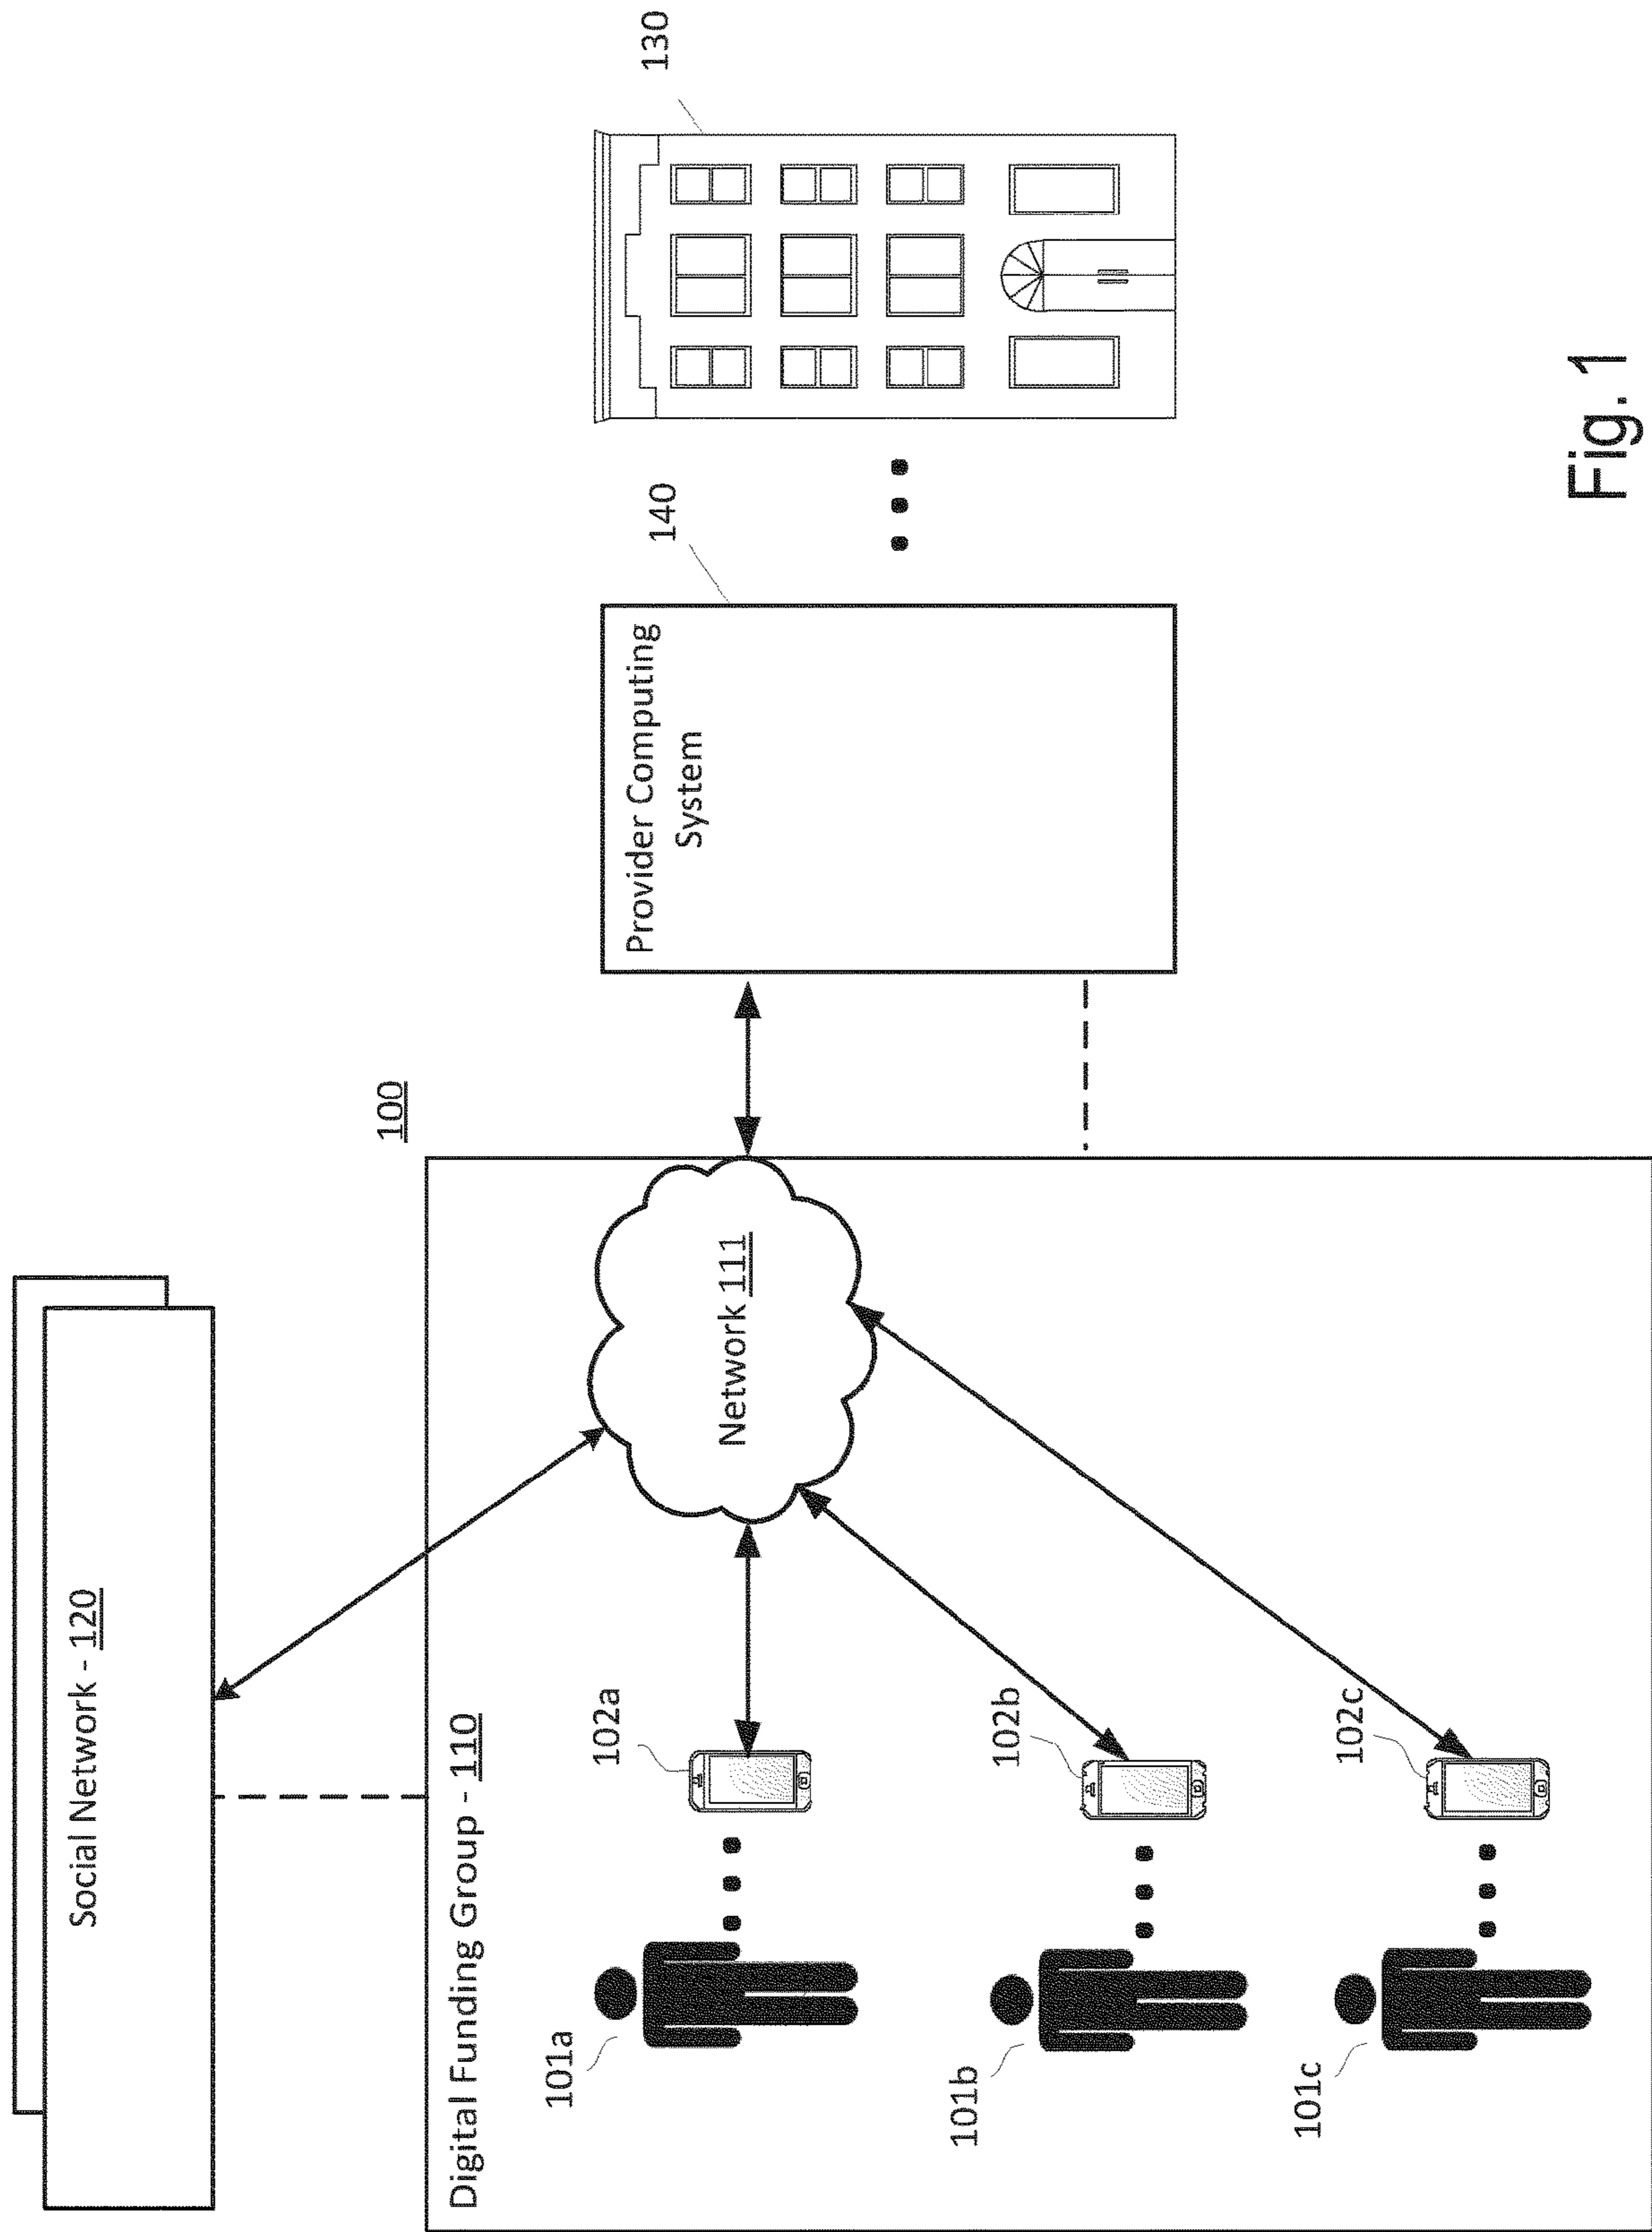 Social Network - 120
100
Digital Funding Group - 110
101a
102a
101b
102b
101c
102c
Network 111
Provider Computing
System
140
130
Fig. 1